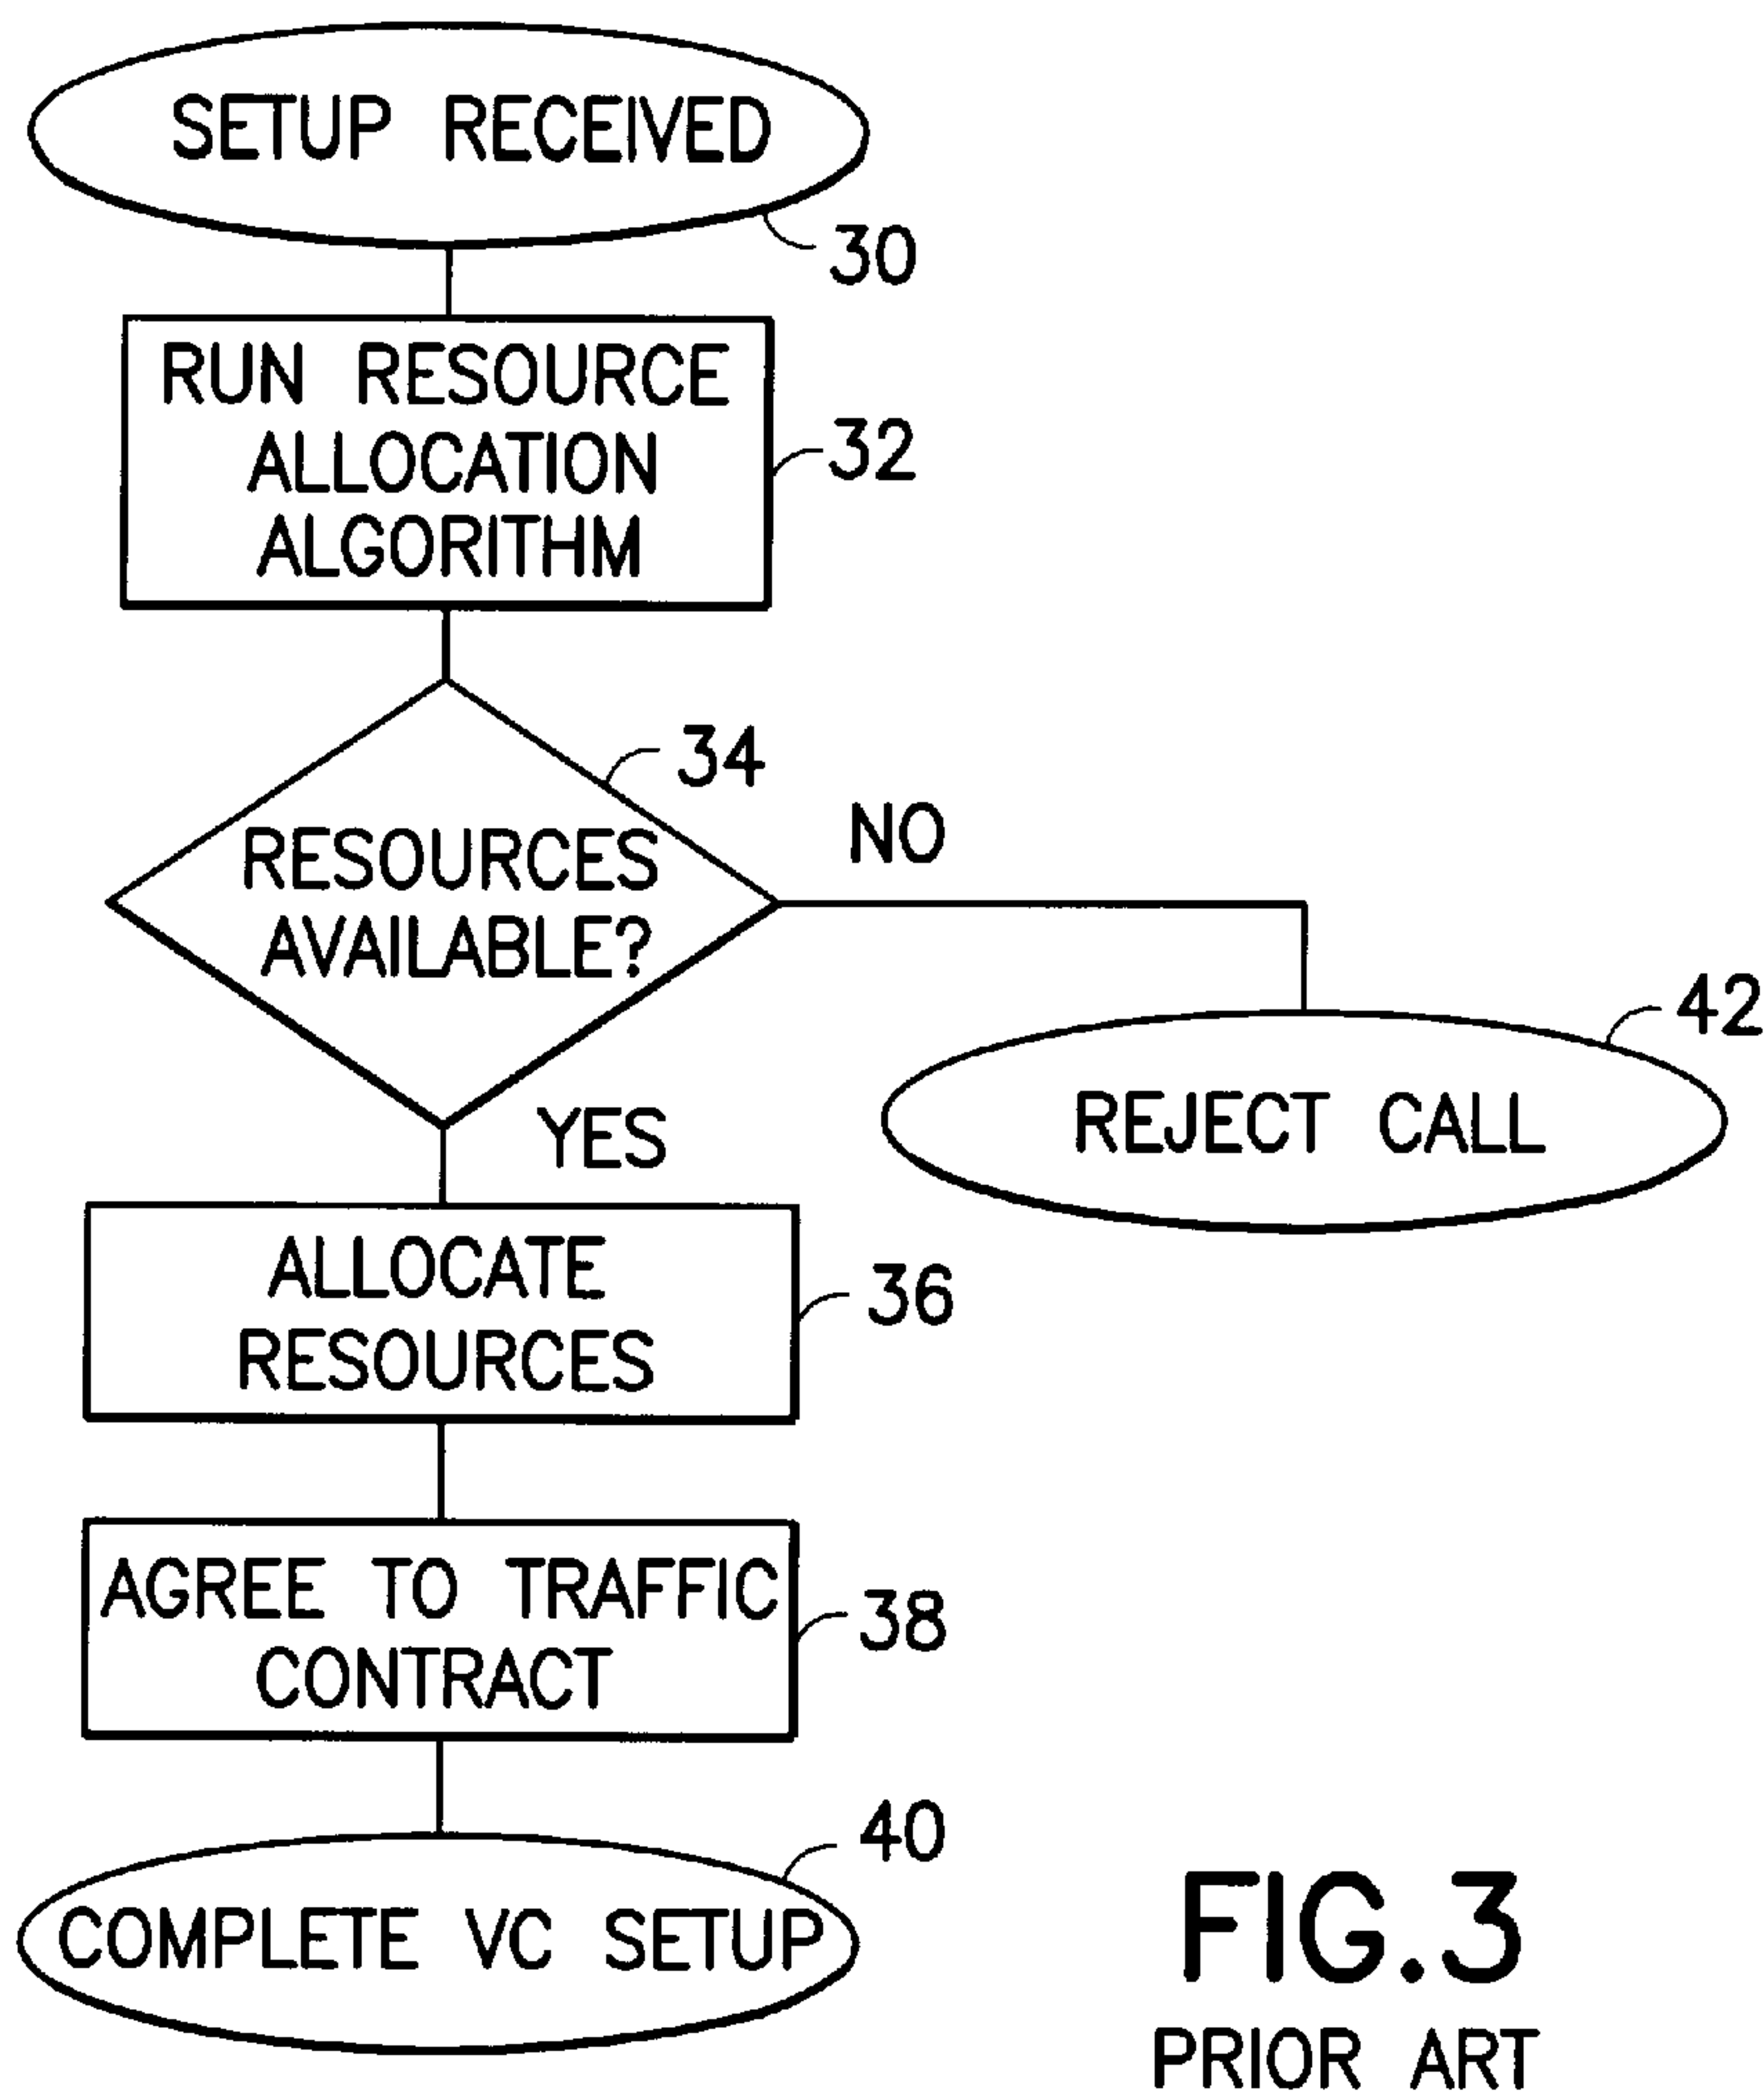 SETUP RECEIVED
30
RUN RESOURCE
ALLOCATION
ALGORITHM
32
34
RESOURCES
AVAILABLE?
NO
42
REJECT CALL
YES
ALLOCATE
RESOURCES
36
AGREE TO TRAFFIC
CONTRACT
38
40
COMPLETE VC SETUP
FIG.3
PRIOR ART